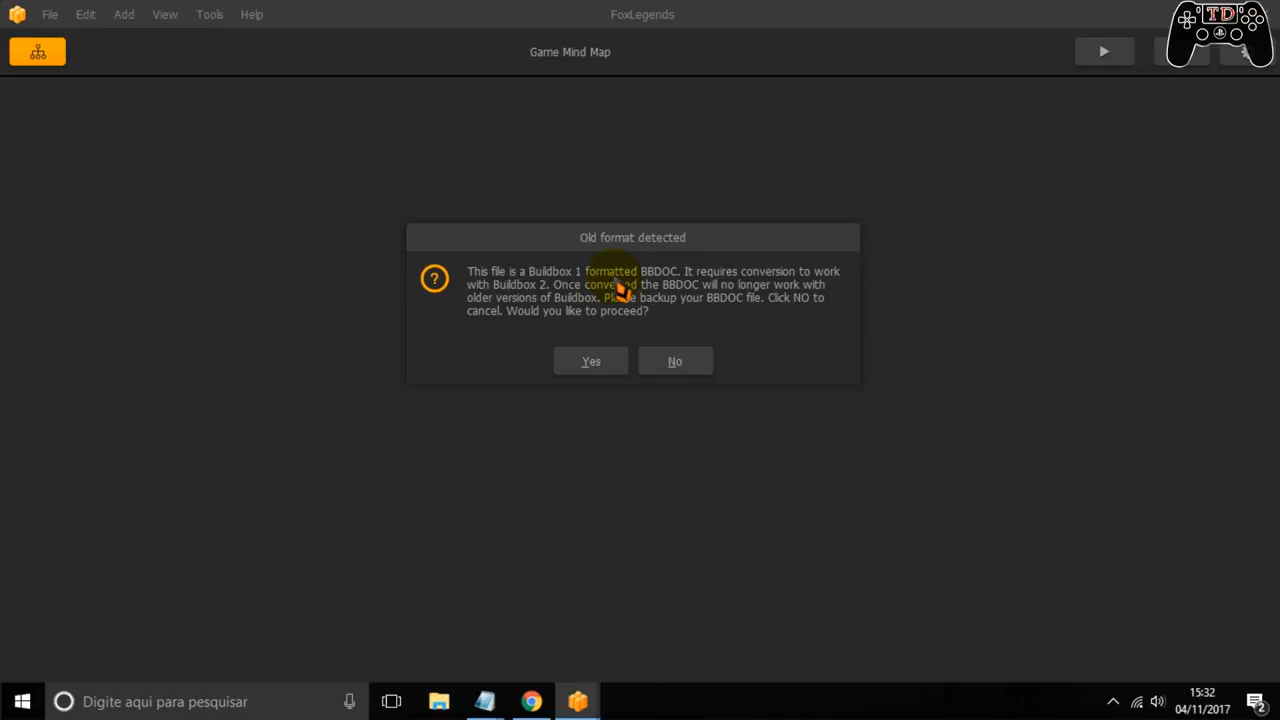 File Edit Add View Tools Help FoxLegends
TD
Game Mind Map
Old format detected
This file is a Buildbox 1 formatted BBDOC. It requires conversion to work
with Buildbox 2. Once converted the BBDOC will no longer work with
older versions of Buildbox. Please backup your BBDOC file. Click NO to
cancel. Would you like to proceed?
Yes No
Digite aqui para pesquisar
15:32
04/11/2017
2